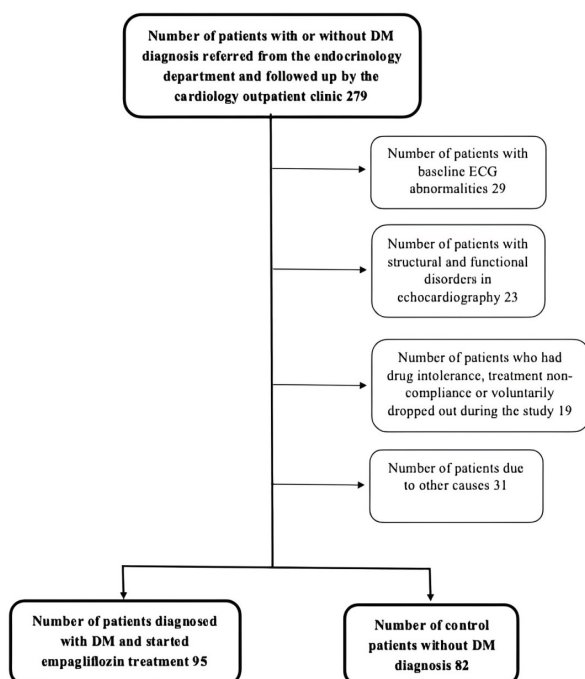 Number of patients with or without DM
diagnosis referred from the endocrinology
department and followed up by the
cardiology outpatient clinic 279
Number of patients with
baseline ECG
abnormalities 29
Number of patients with
structural and functional
disorders in
echocardiography 23
Number of patients who had
drug intolerance, treatment non-
compliance or voluntarily
dropped out during the study 19
Number of patients due
to other causes 31
Number of patients diagnosed
with DM and started
empagliflozin treatment 95
Number of control
patients without DM
diagnosis 82